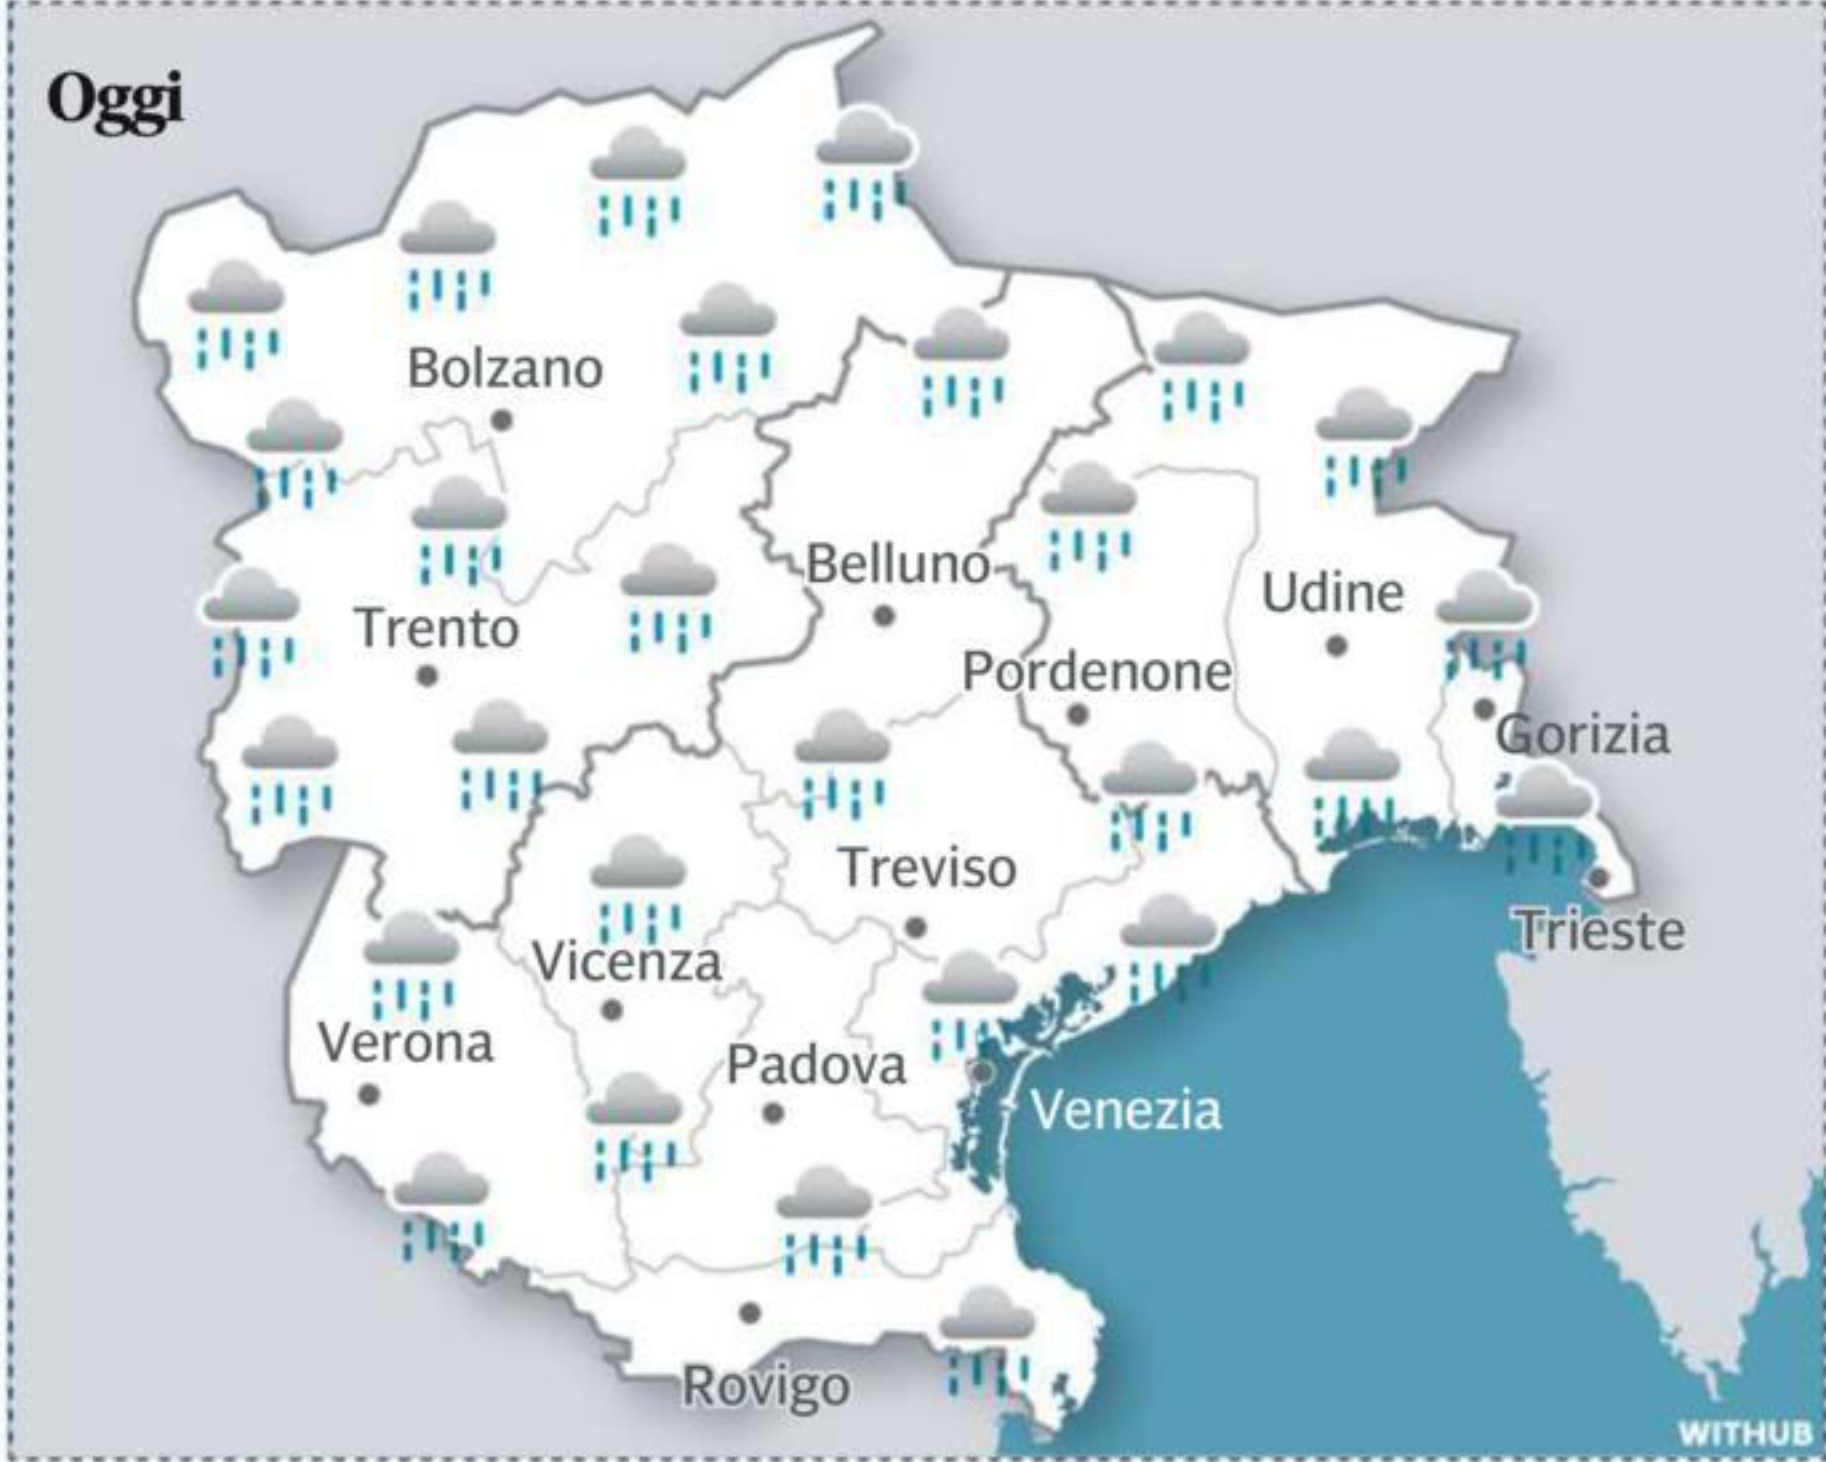 Oggi
Bolzano
Belluno
Udine
Trento
Pordenone
Gorizia
Treviso
Trieste
Vicenza
Verona
Padova
Venezia
Rovigo
WITHUB